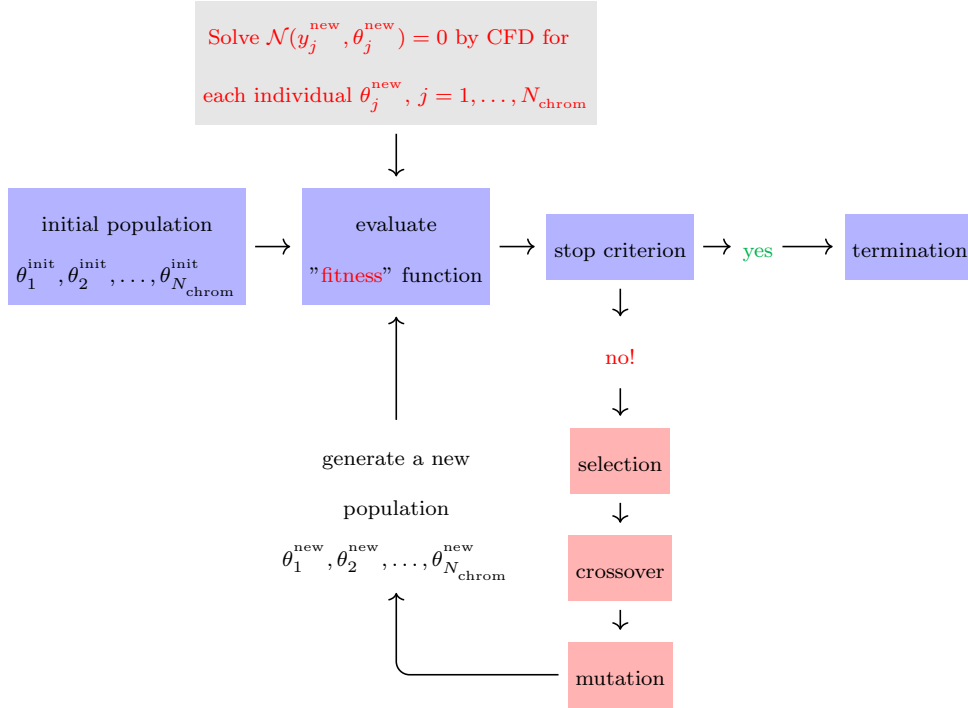 Solve 𝒩(y_j^new, θ_j^new) = 0 by CFD for
each individual θ_j^new, j = 1, . . . , N_chrom
initial population
θ_1^init, θ_2^init, . . . , θ_{N_chrom}^init
evaluate
”fitness” function
stop criterion
yes
termination
no!
selection
crossover
mutation
generate a new
population
θ_1^new, θ_2^new, . . . , θ_{N_chrom}^new